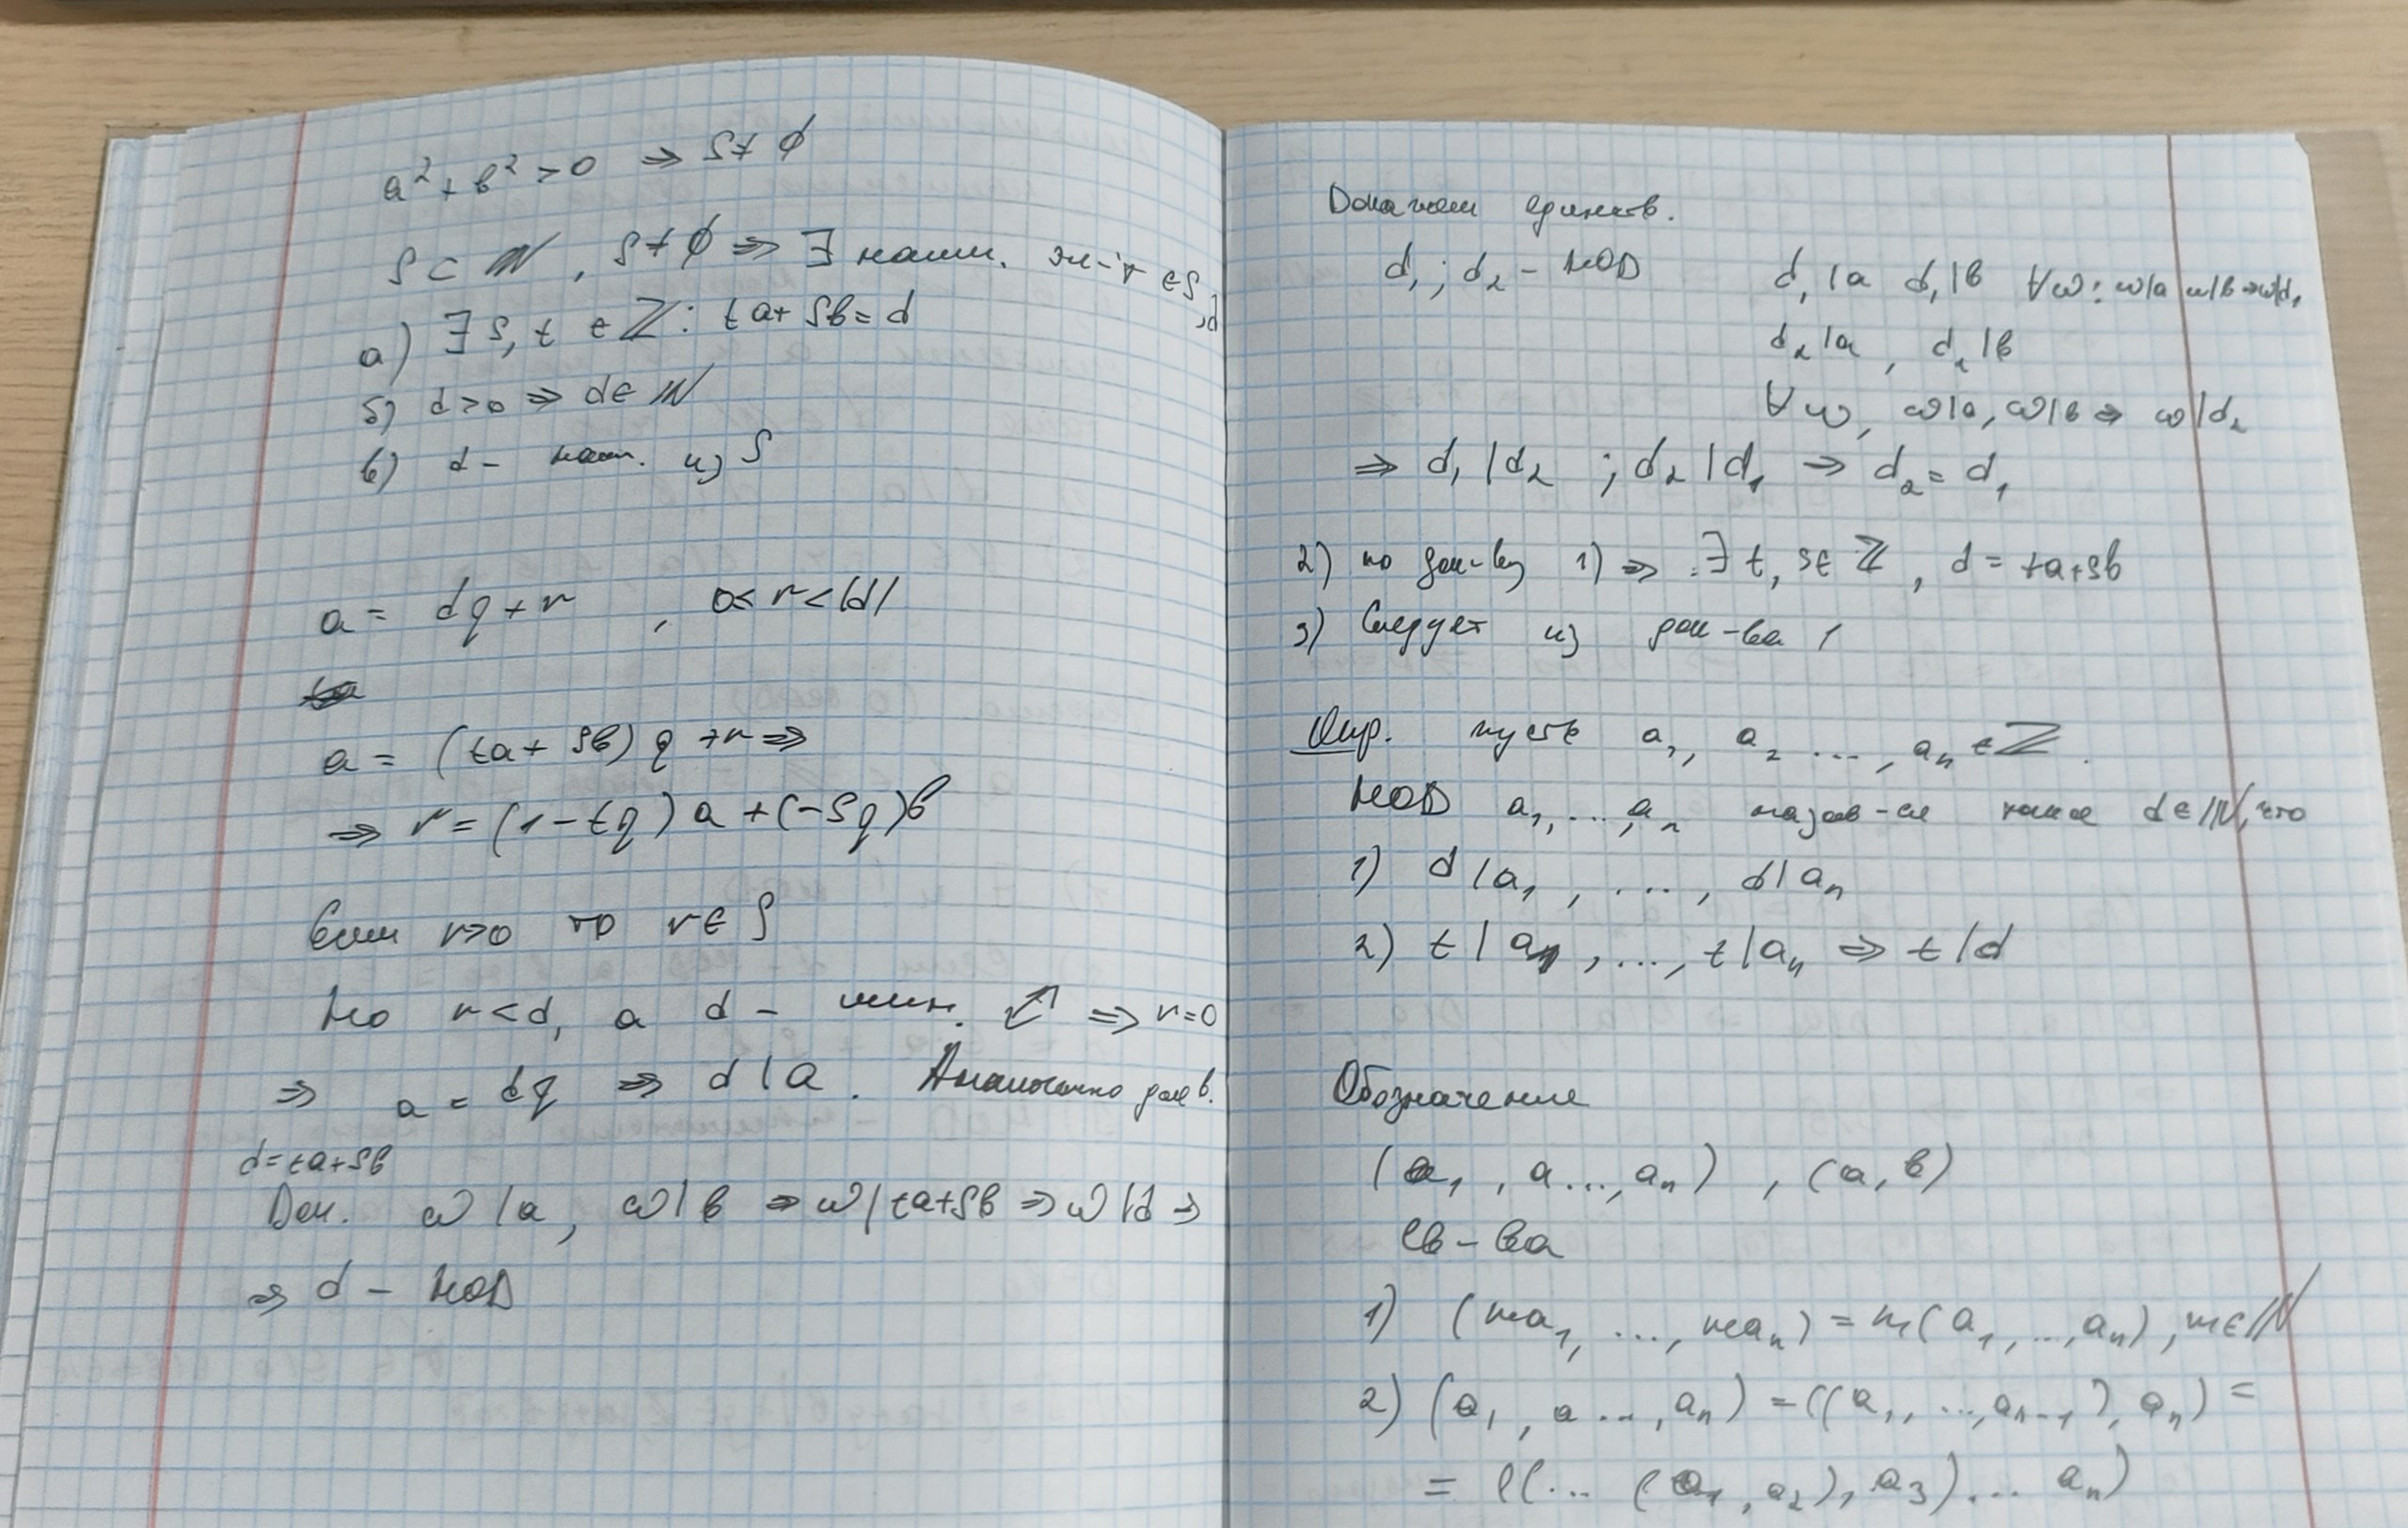 a² + b² > 0 ⇒ S ≠ ∅
S ⊂ ℕ, S ≠ ∅ ⇒ ∃ наим. эл-т ∈ S, d
а) ∃ s, t ∈ ℤ: ta + sb = d
б) d > 0 ⇒ d ∈ ℕ
в) d – наим. из S
a = dq + r , 0 ≤ r < |d|
a = (ta + sb) q + r ⇒
⇒ r = (1 - tq) a + (-sq) b
Если r > 0 то r ∈ S
Но r < d, а d – мин. ⇒ r = 0
⇒ a = dq ⇒ d | a. Аналогично для b.
d = ta + sb
Док. ω | a, ω | b ⇒ ω | ta + sb ⇒ ω | d ⇒
⇒ d – НОД
Докажем единств.
d₁; d₂ – НОД d₁ | a d₁ | b ∀ω: ω|a ω|b ⇒ ω|d₁
d₂ | a, d₂ | b
∀ω, ω|a, ω|b ⇒ ω|d₂
⇒ d₁ | d₂ ; d₂ | d₁ ⇒ d₂ = d₁
2) по док-ву 1) ⇒ ∃ t, s ∈ ℤ, d = ta + sb
3) Следует из док-ва 1
Опр. пусть a₁, a₂ ..., aₙ ∈ ℤ.
НОД a₁, ..., aₙ назыв-ся такое d ∈ ℕ, что
1) d | a₁, ..., d | aₙ
2) t | a₁, ..., t | aₙ ⇒ t | d
Обозначение
(a₁, a..., aₙ) , (a, b)
Св-ва
1) (ma₁, ..., maₙ) = m(a₁, ..., aₙ), m ∈ ℕ
2) (a₁, a..., aₙ) = ((a₁, ..., aₙ₋₁), aₙ) =
= ((... (a₁, a₂), a₃)... aₙ)